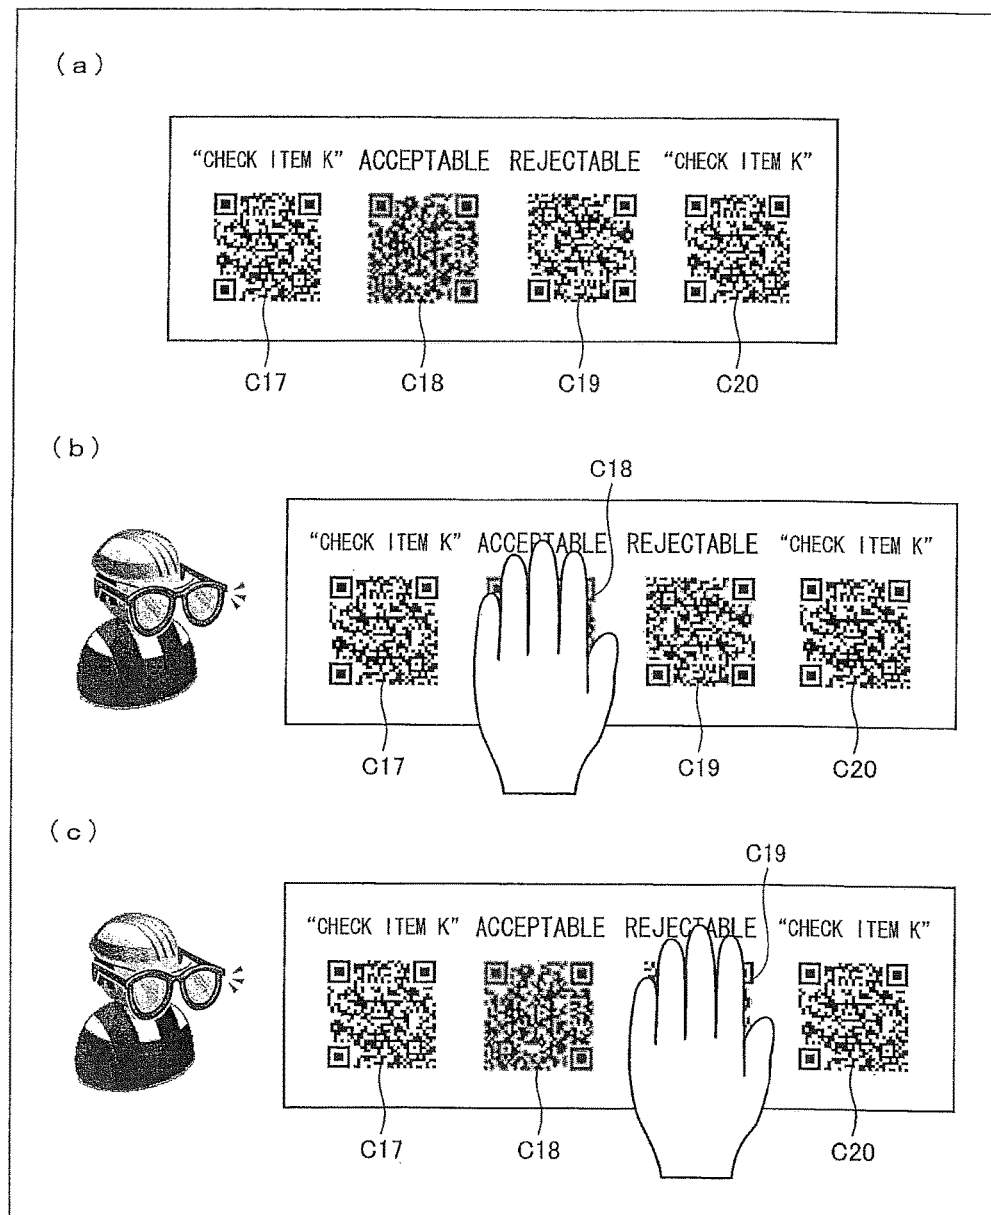 (a)
"CHECK ITEM K" ACCEPTABLE REJECTABLE "CHECK ITEM K"
C17 C18 C19 C20
(b)
C18
"CHECK ITEM K" ACCEPTABLE REJECTABLE "CHECK ITEM K"
C17 C19 C20
(c)
C19
"CHECK ITEM K" ACCEPTABLE REJECTABLE "CHECK ITEM K"
C17 C18 C20